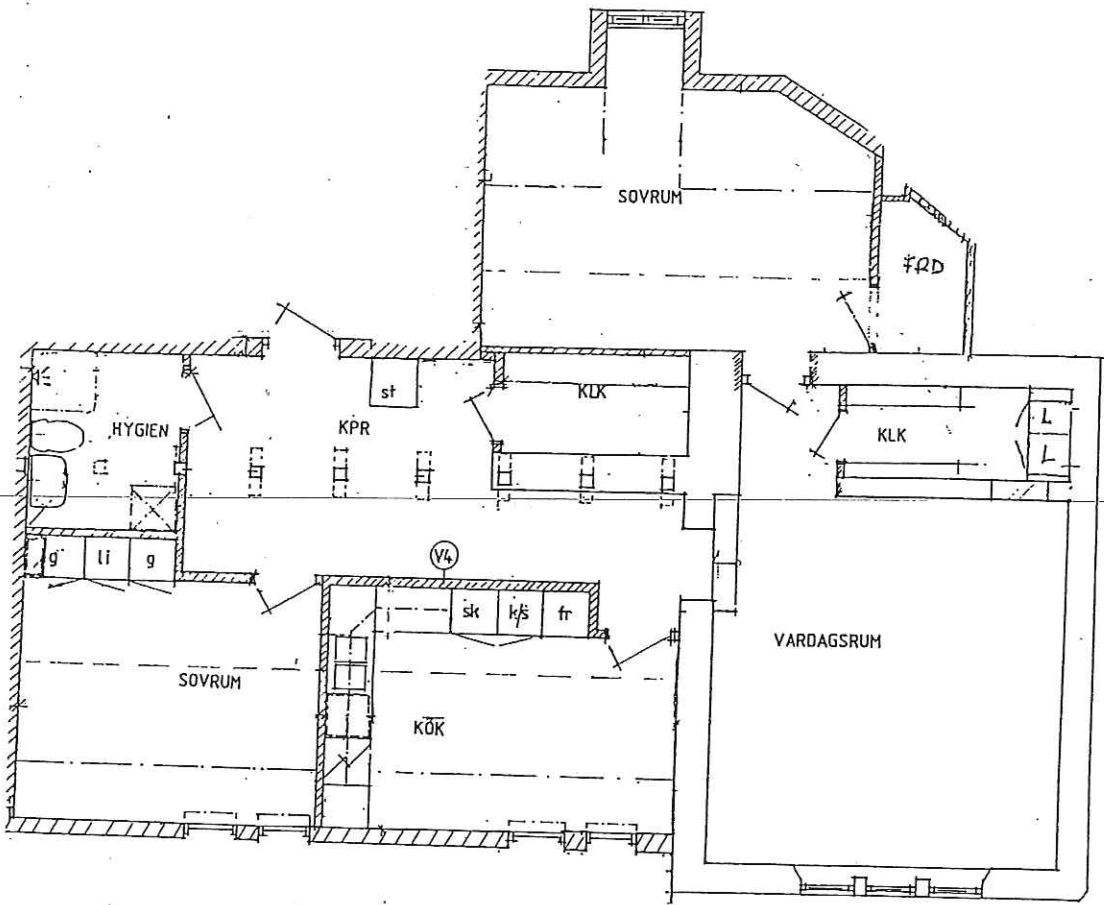 SOVRUM
FRD
st
KLK
HYGIEN
KPR
KLK
L
L
g
li
g
V4
sk
k/s
fr
VARDAGSRUM
SOVRUM
KÖK